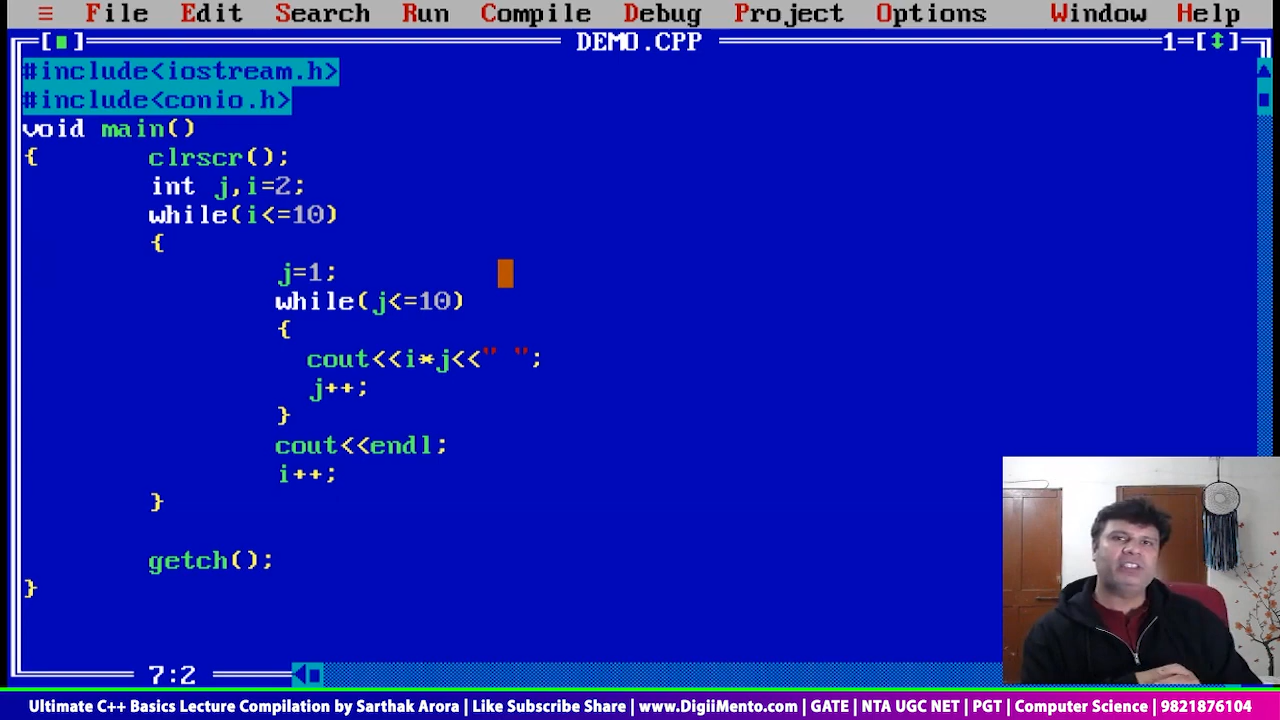 ≡ File Edit Search Run Compile Debug Project Options Window Help
[■] DEMO.CPP 1=[↕]
#include<iostream.h>
#include<conio.h>
void main()
{ clrscr();
int j,i=2;
while(i<=10)
{
j=1;
while(j<=10)
{
cout<<i*j<<" ";
j++;
}
cout<<endl;
i++;
}
getch();
}
7:2
Ultimate C++ Basics Lecture Compilation by Sarthak Arora | Like Subscribe Share | www.DigiiMento.com | GATE | NTA UGC NET | PGT | Computer Science | 9821876104